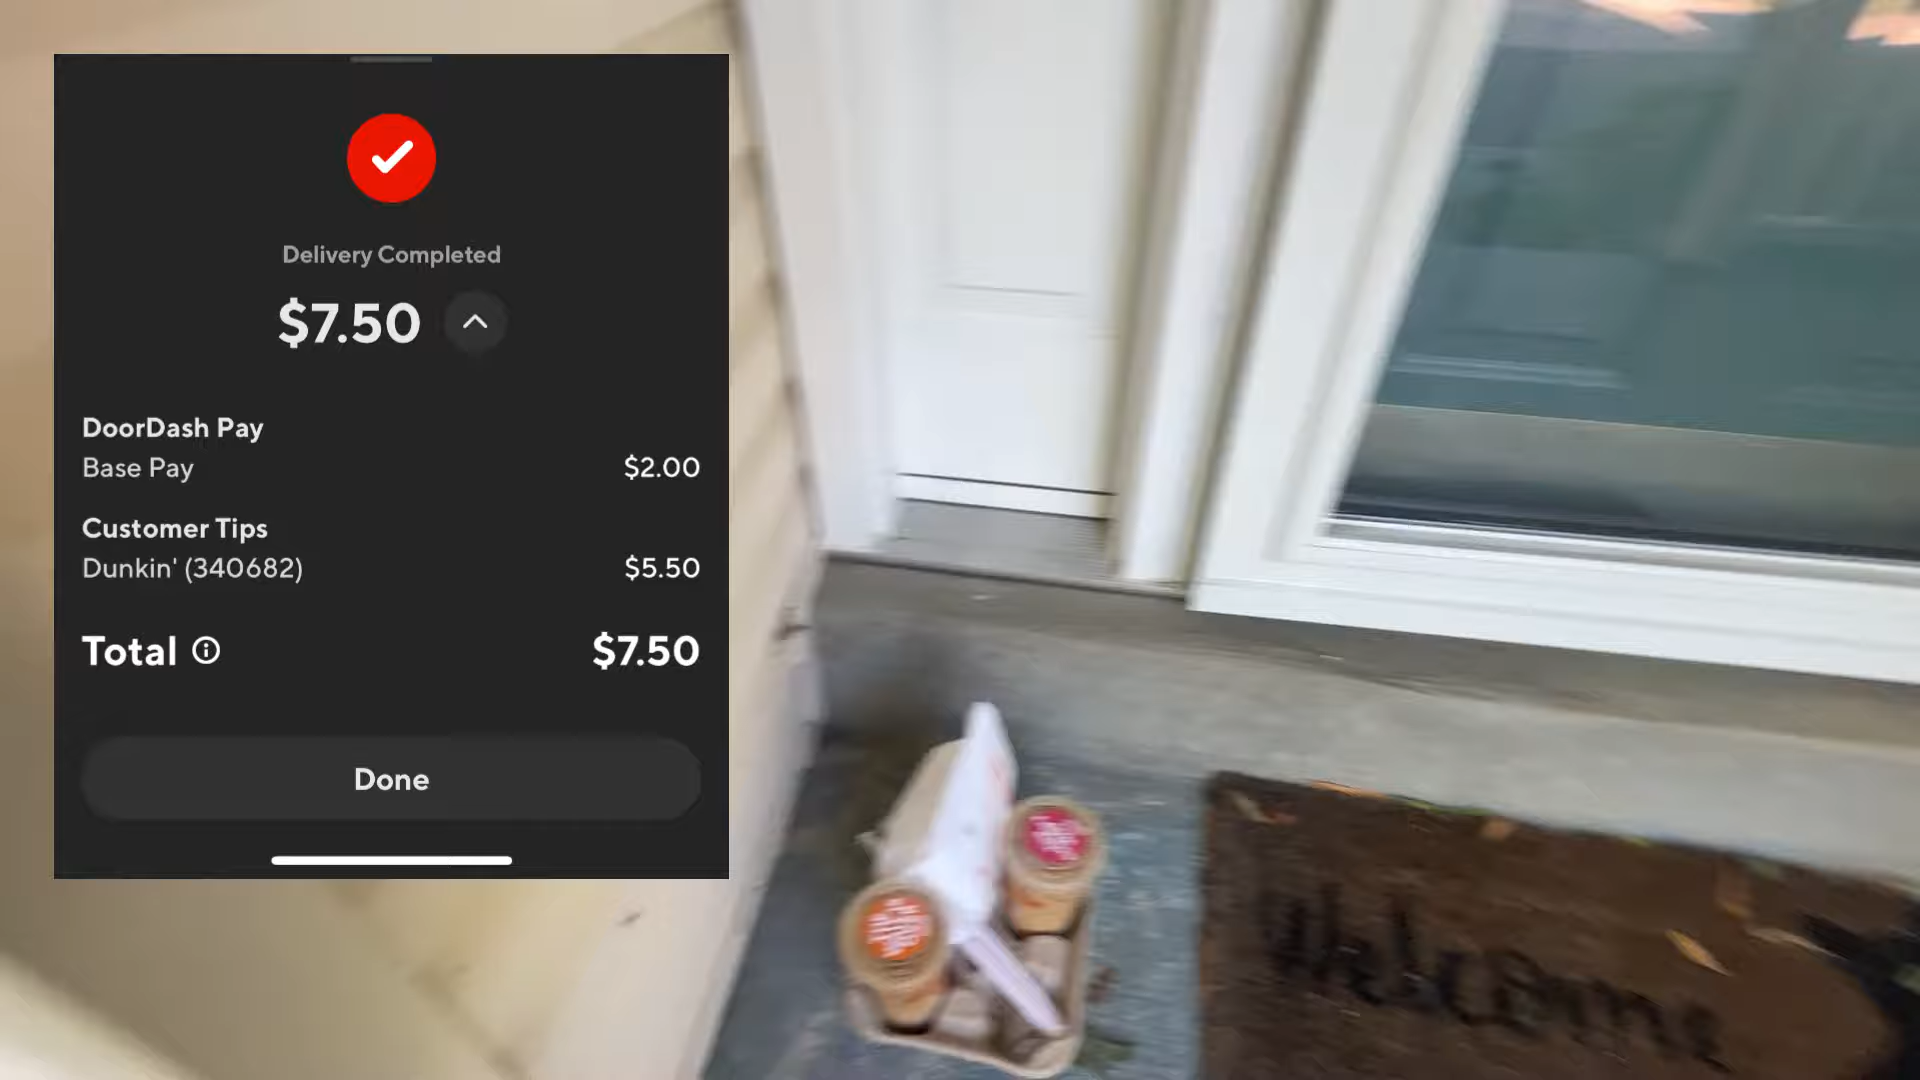 Delivery Completed
$7.50
DoorDash Pay
Base Pay $2.00
Customer Tips
Dunkin' (340682) $5.50
Total $7.50
Done
Welcome